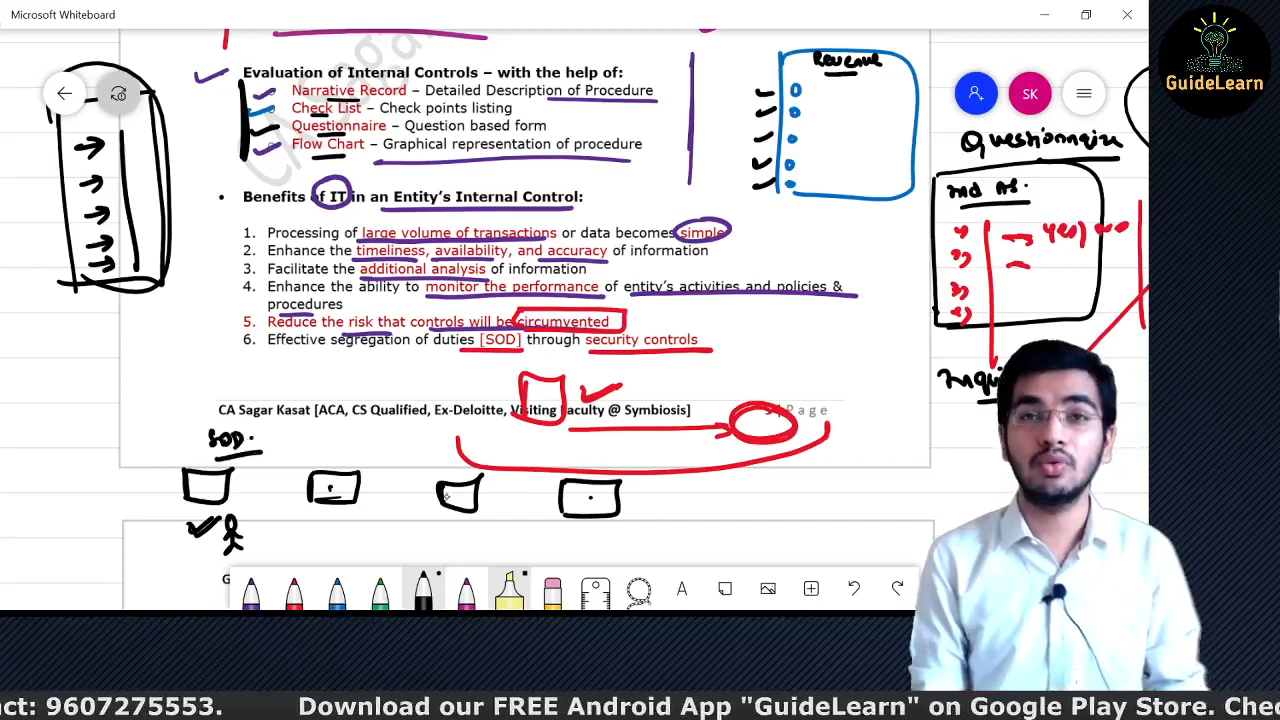 Microsoft Whiteboard
CA Sagar
Evaluation of Internal Controls – with the help of:
Narrative Record – Detailed Description of Procedure
Check List – Check points listing
Questionnaire – Question based form
Flow Chart – Graphical representation of procedure
Revenue
GuideLearn
SK
Questionnaire
• Benefits of IT in an Entity's Internal Control:
1. Processing of large volume of transactions or data becomes simple
2. Enhance the timeliness, availability, and accuracy of information
3. Facilitate the additional analysis of information
4. Enhance the ability to monitor the performance of entity's activities and policies &
procedures
5. Reduce the risk that controls will be circumvented
6. Effective segregation of duties [SOD] through security controls
CA Sagar Kasat [ACA, CS Qualified, Ex-Deloitte, Visiting Faculty @ Symbiosis]
Page
SOD.
G
A
ct: 9607275553. Download our FREE Android App "GuideLearn" on Google Play Store. Chec